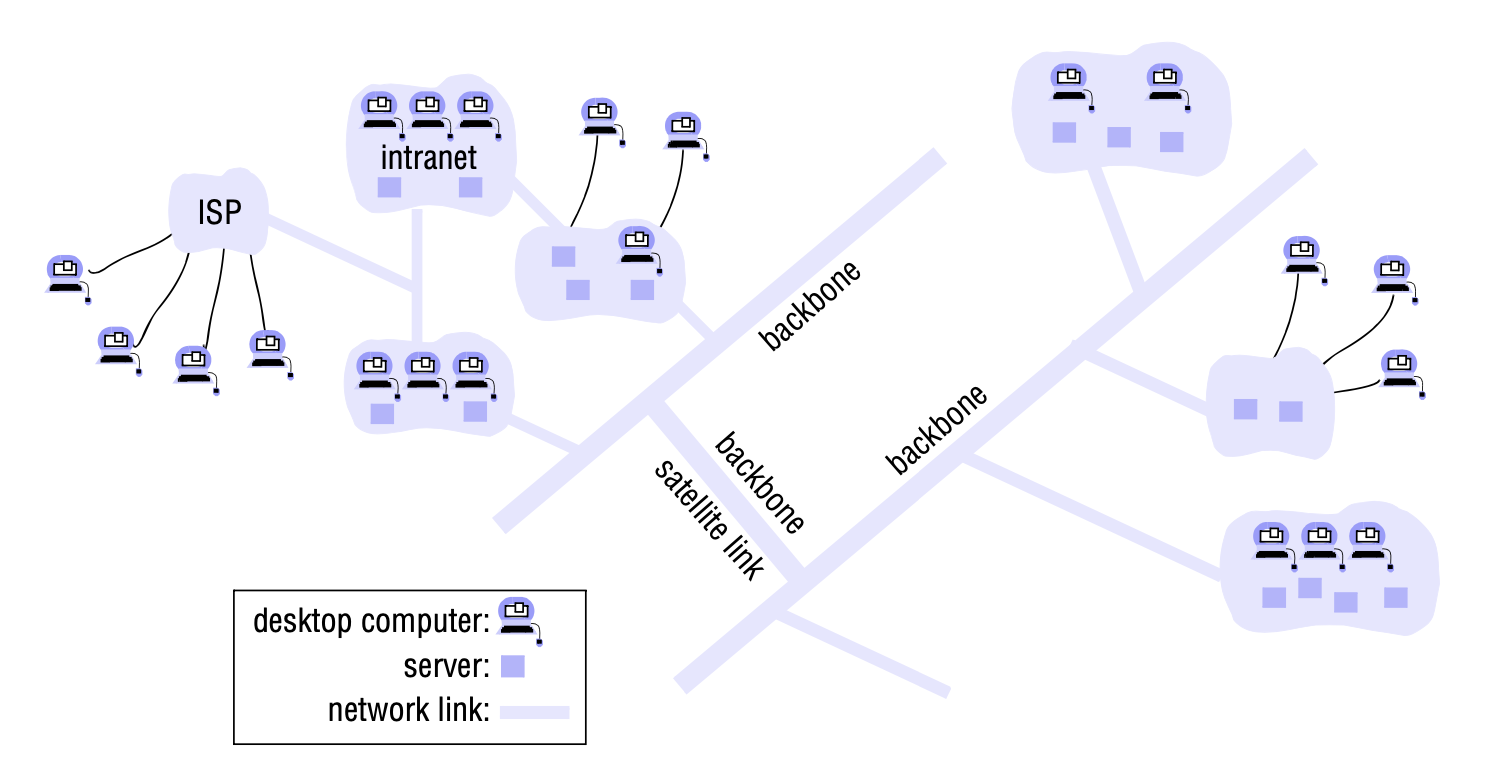 intranet
ISP
backbone
backbone
backbone
satellite link
desktop computer:
server:
network link: